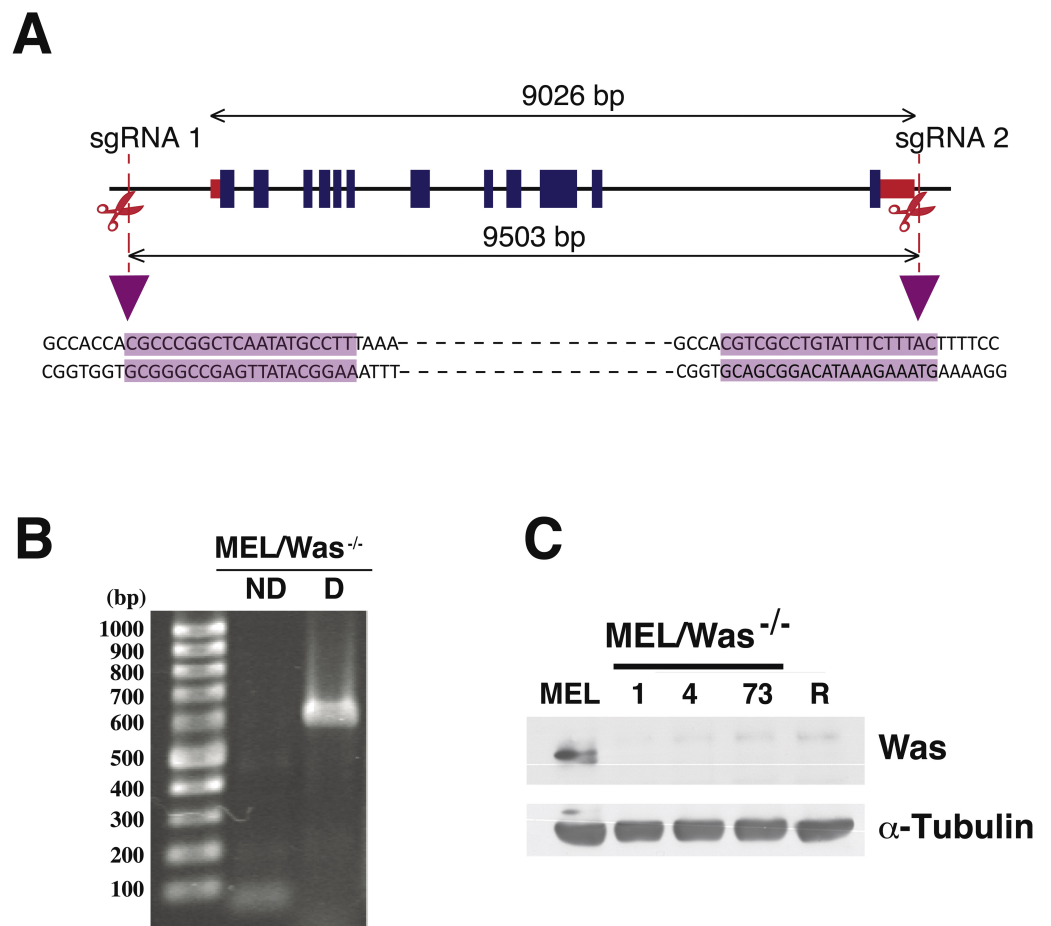 A
9026 bp
sgRNA 1 sgRNA 2
9503 bp
GCCACCACGCCCGGCTCAATATGCCTTTAAA----------------GCCACGTCGCCTGTATTTCTTTACTTTTCC
CGGTGGTGCGGGCCGAGTTATACGGAAATTT----------------CGGTGCAGCGGACATAAAGAAATGAAAAGG
B
MEL/Was-/-
ND D
(bp)
1000
900
800
700
600
500
400
300
200
100
C
MEL/Was-/-
MEL 1 4 73 R
Was
α-Tubulin